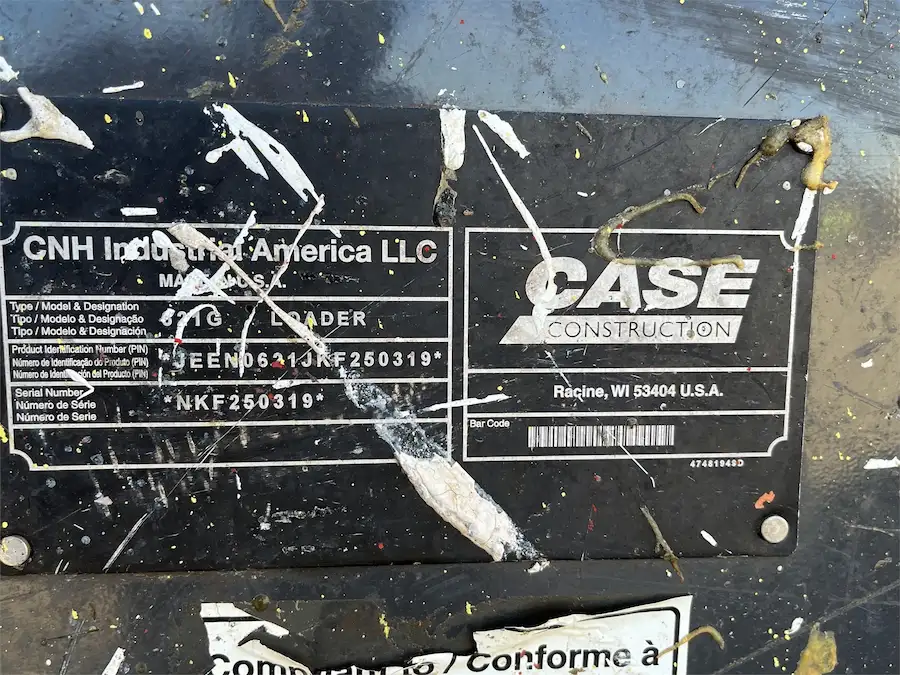 CNH Industrial America LLC
MADE IN U.S.A.
Type / Model & Designation
Tipo / Modelo & Designação
Tipo / Modelo & Designación
LOADER
Product Identification Number (PIN)
Número de Identificação do Produto (PIN)
Número de Identificación del Producto (PIN)
*JEEN0621JKF250319*
Serial Number
Número de Série
Número de Serie
*NKF250319*
CASE
CONSTRUCTION
Racine, WI 53404 U.S.A.
Bar Code
/ Conforme à